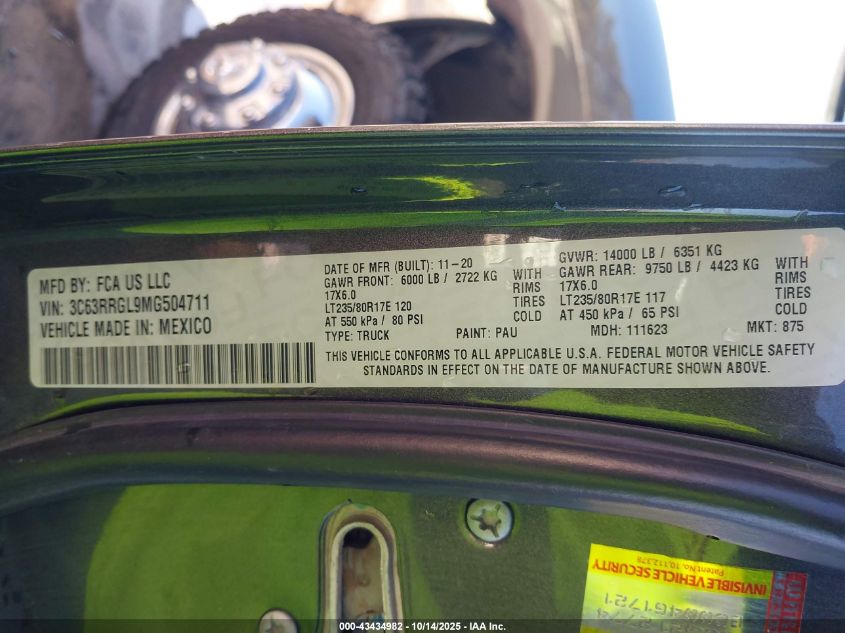 MFD BY: FCA US LLC
VIN: 3C63RRGL9MG504711
VEHICLE MADE IN: MEXICO
DATE OF MFR (BUILT): 11-20
GAWR FRONT: 6000 LB / 2722 KG
17X6.0
LT235/80R17E 120
AT 550 kPa / 80 PSI
TYPE: TRUCK
WITH
RIMS
TIRES
COLD
PAINT: PAU
GVWR: 14000 LB / 6351 KG
GAWR REAR: 9750 LB / 4423 KG
17X6.0
LT235/80R17E 117
AT 450 kPa / 65 PSI
MDH: 111623
WITH
RIMS
TIRES
COLD
MKT: 875
THIS VEHICLE CONFORMS TO ALL APPLICABLE U.S.A. FEDERAL MOTOR VEHICLE SAFETY
STANDARDS IN EFFECT ON THE DATE OF MANUFACTURE SHOWN ABOVE.
Patent No. 10,112,378
INVISIBLE VEHICLE SECURITY
000-43434982 - 10/14/2025 - IAA Inc.